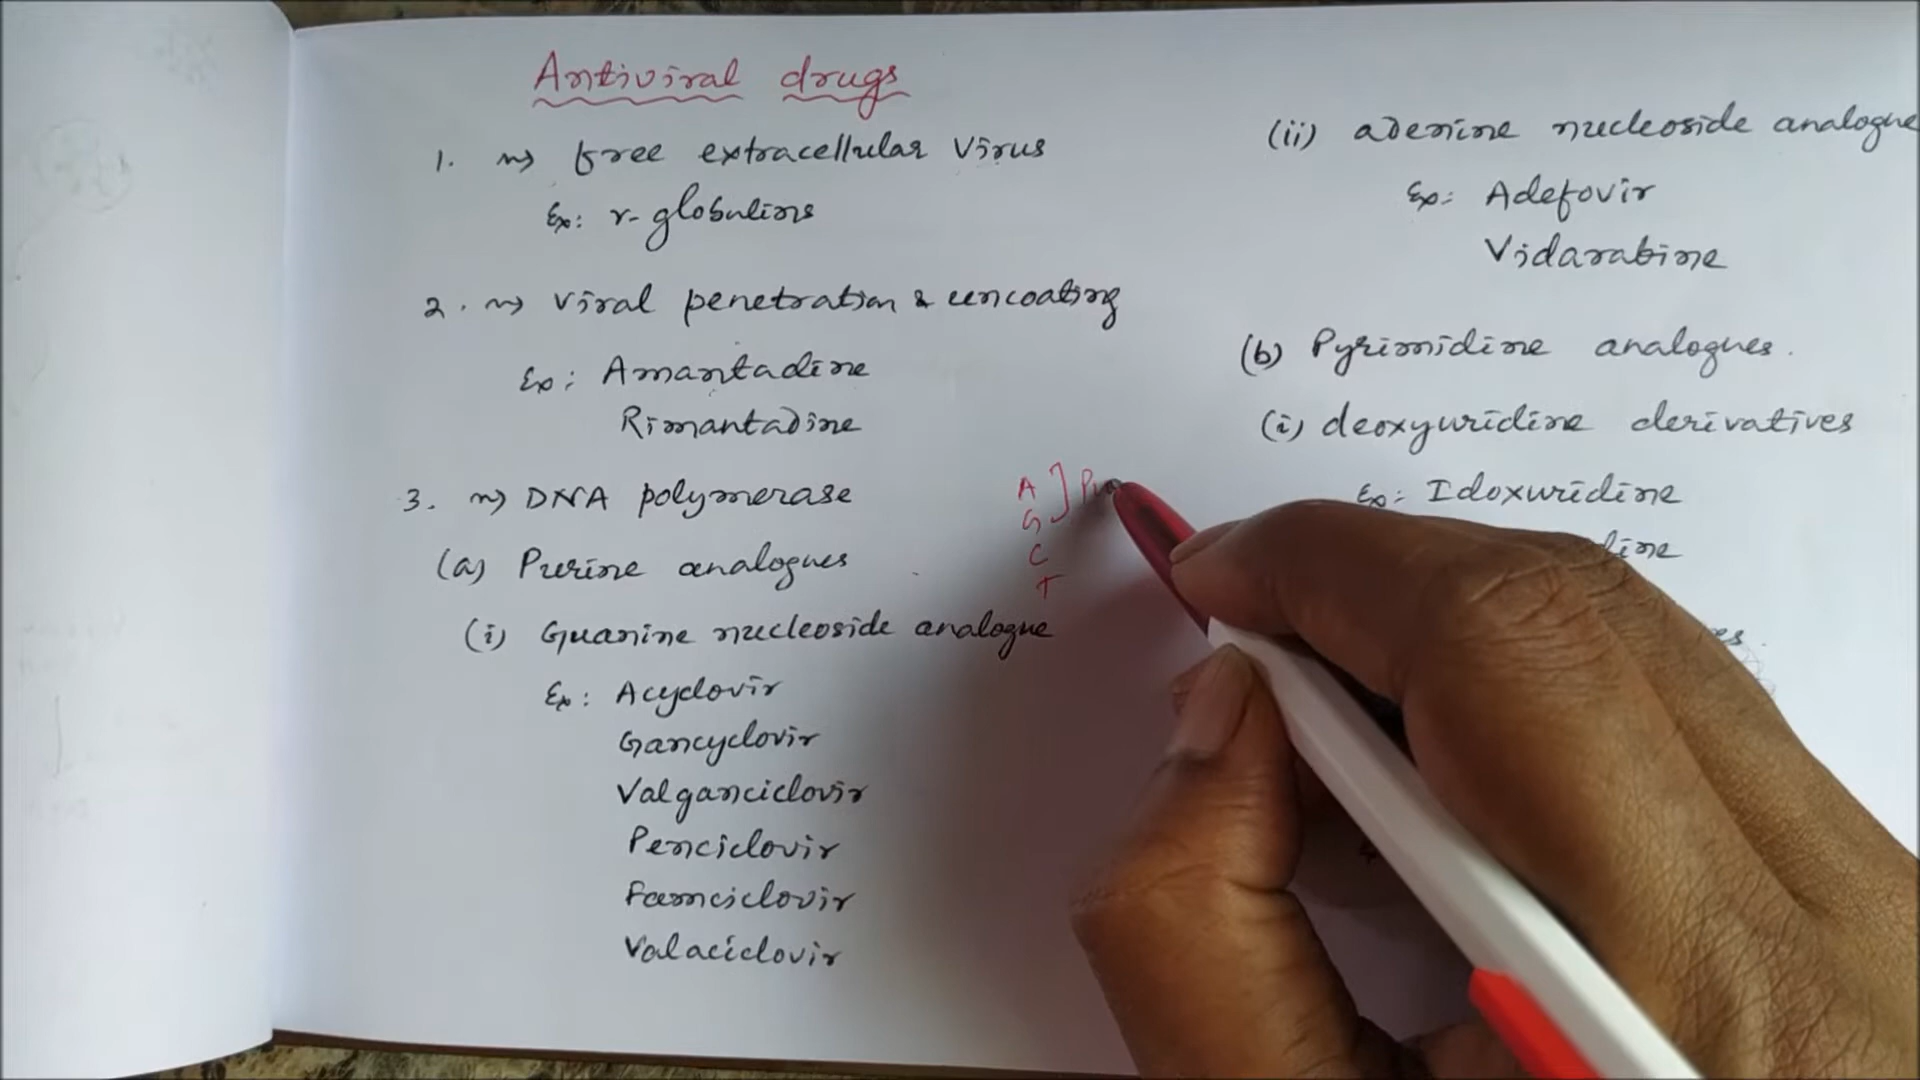 Antiviral drugs
1. ⇝ free extracellular virus
Ex: γ-globulins
2. ⇝ Viral penetration & uncoating
Ex: Amantadine
Rimantadine
3. ⇝ DNA polymerase
(a) Purine analogues
(i) Guanine nucleoside analogue
Ex: Acyclovir
Gancyclovir
Valganciclovir
Penciclovir
Famciclovir
Valaciclovir
A
G
C
T
(ii) adenine nucleoside analogue
Ex: Adefovir
Vidarabine
(b) Pyrimidine analogues.
(i) deoxyuridine derivatives
Ex: Idoxuridine